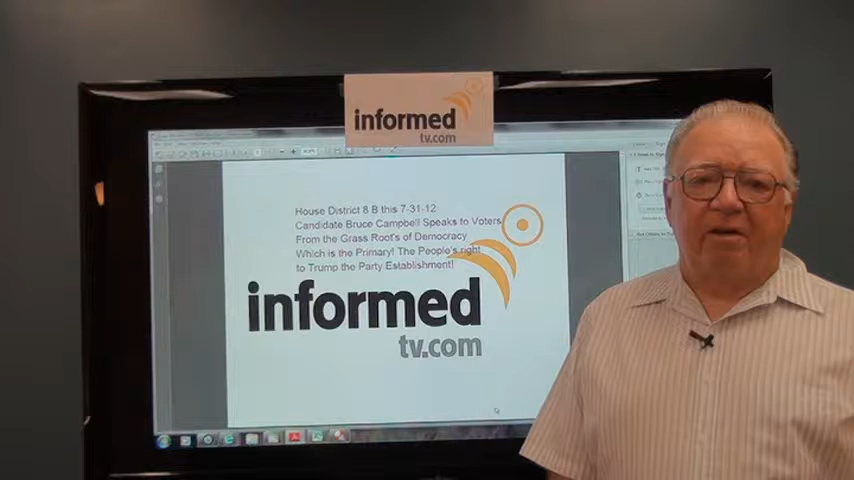 informed
tv.com
House District 8 B this 7-31-12
Candidate Bruce Campbell Speaks to Voters
From the Grass Root's of Democracy
Which is the Primary! The People's right
to Trump the Party Establishment!
informed
tv.com